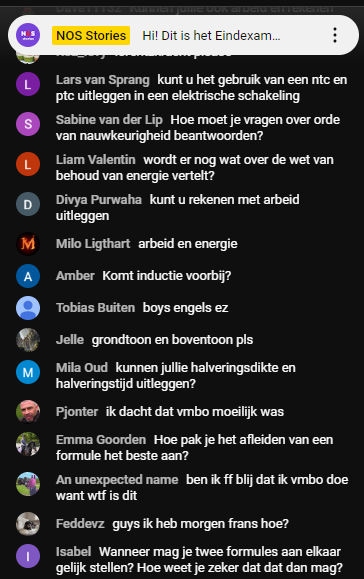 NOS Stories Hi! Dit is het Eindexam...
Lars van Sprang kunt u het gebruik van een ntc en
ptc uitleggen in een elektrische schakeling
Sabine van der Lip Hoe moet je vragen over orde
van nauwkeurigheid beantwoorden?
Liam Valentin wordt er nog wat over de wet van
behoud van energie vertelt?
Divya Purwaha kunt u rekenen met arbeid
uitleggen
Milo Ligthart arbeid en energie
Amber Komt inductie voorbij?
Tobias Buiten boys engels ez
Jelle grondtoon en boventoon pls
Mila Oud kunnen jullie halveringsdikte en
halveringstijd uitleggen?
Pjonter ik dacht dat vmbo moeilijk was
Emma Goorden Hoe pak je het afleiden van een
formule het beste aan?
An unexpected name ben ik ff blij dat ik vmbo doe
want wtf is dit
Feddevz guys ik heb morgen frans hoe?
Isabel Wanneer mag je twee formules aan elkaar
gelijk stellen? Hoe weet je zeker dat dat dan mag?